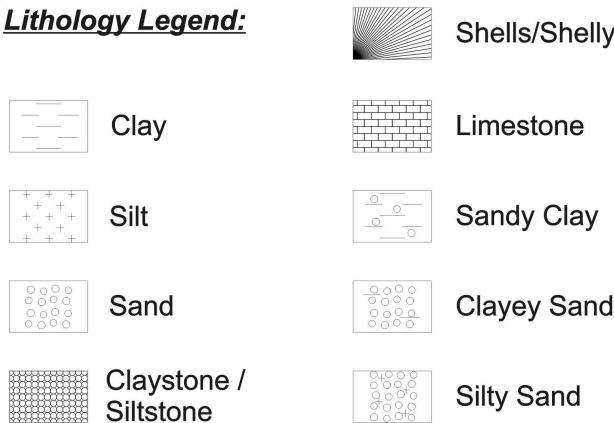 Lithology Legend:
Shells/Shelly
Clay
Limestone
Silt
Sandy Clay
Sand
Clayey Sand
Claystone /
Siltstone
Silty Sand